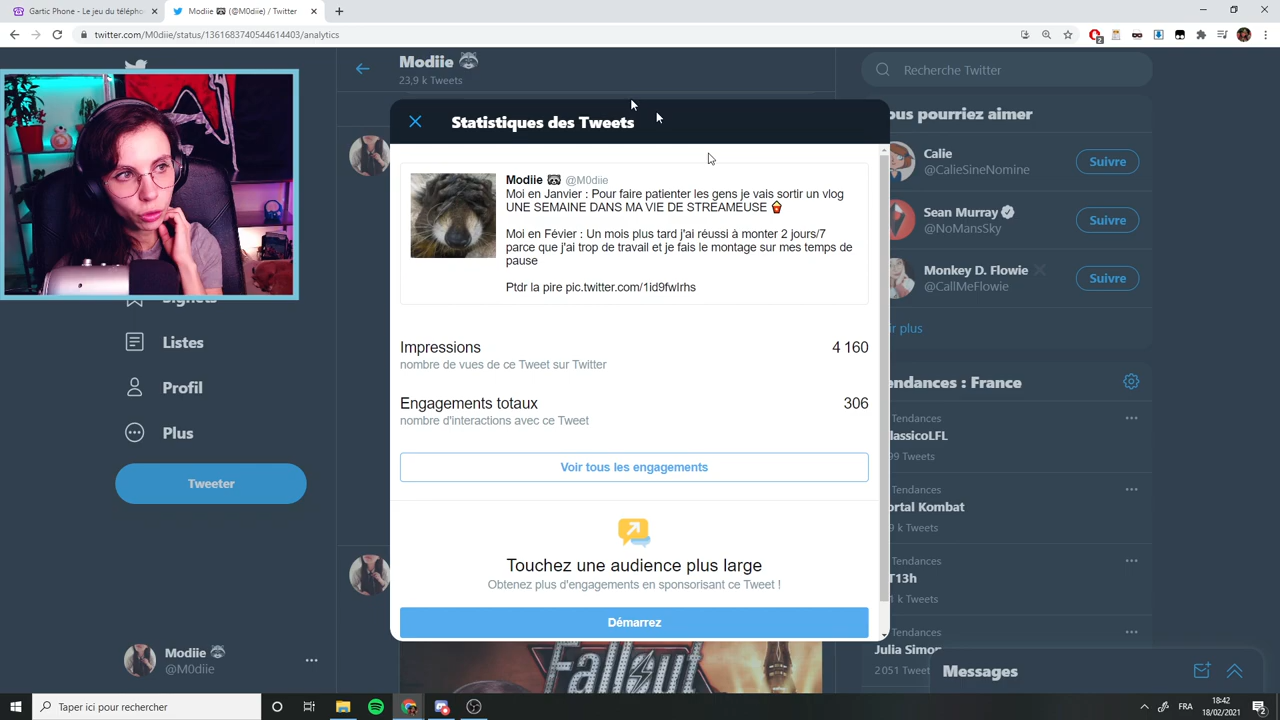 Gartic Phone - Le jeu du télépho
Modiie (@M0diie) / Twitter
twitter.com/M0diie/status/1361683740544614403/analytics
2
Modiie
23,9 k Tweets
Recherche Twitter
Statistiques des Tweets
Modiie @M0diie
Moi en Janvier : Pour faire patienter les gens je vais sortir un vlog
UNE SEMAINE DANS MA VIE DE STREAMEUSE
Moi en Févier : Un mois plus tard j'ai réussi à monter 2 jours/7
parce que j'ai trop de travail et je fais le montage sur mes temps de
pause
Ptdr la pire pic.twitter.com/1id9fwIrhs
Impressions 4 160
nombre de vues de ce Tweet sur Twitter
Engagements totaux 306
nombre d'interactions avec ce Tweet
Voir tous les engagements
Touchez une audience plus large
Obtenez plus d'engagements en sponsorisant ce Tweet !
Démarrez
Fallout
Listes
Profil
Plus
Tweeter
Modiie
@M0diie
ous pourriez aimer
Calie
@CalieSineNomine
Suivre
Sean Murray
@NoMansSky
Suivre
Monkey D. Flowie
@CallMeFlowie
Suivre
ir plus
endances : France
Tendances
lassicoLFL
99 Tweets
Tendances
ortal Kombat
9 k Tweets
Tendances
T13h
1 k Tweets
Tendances
Julia Simon
2 051 Tweet
Messages
Taper ici pour rechercher
FRA
18:42
18/02/2021
2